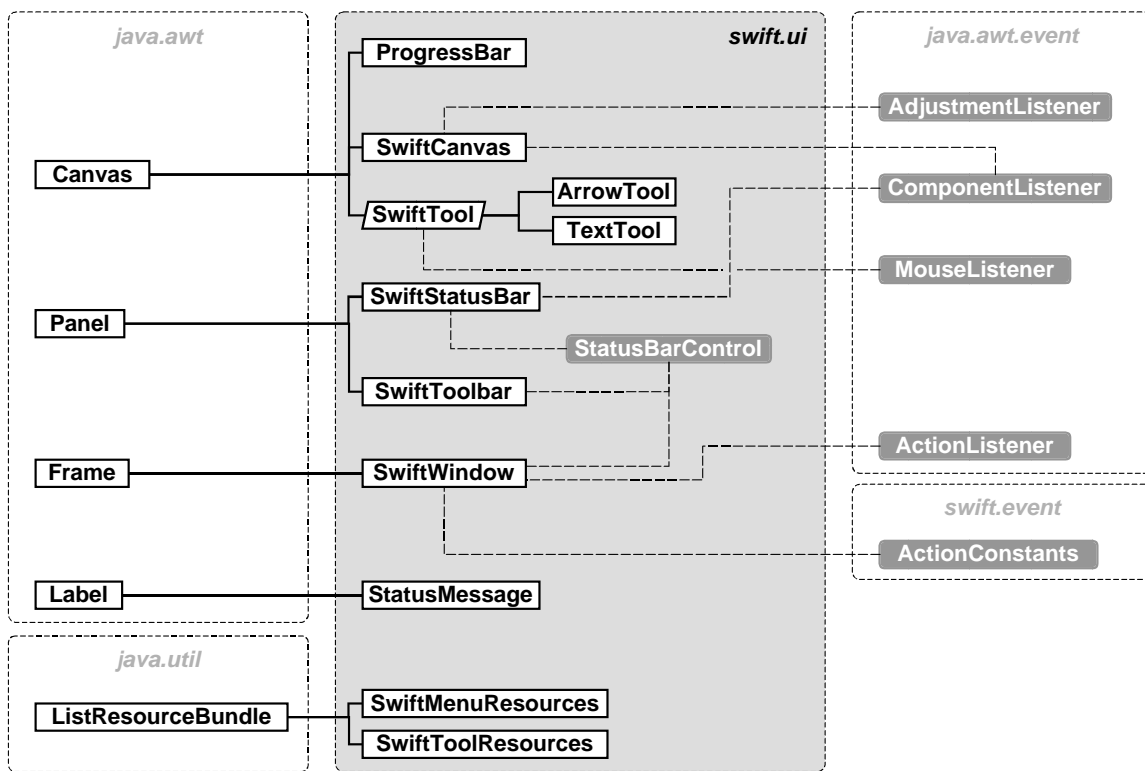 java.awt
swift.ui
java.awt.event
ProgressBar
AdjustmentListener
SwiftCanvas
Canvas
ArrowTool
ComponentListener
SwiftTool
TextTool
MouseListener
SwiftStatusBar
Panel
StatusBarControl
SwiftToolbar
ActionListener
Frame
SwiftWindow
swift.event
ActionConstants
Label
StatusMessage
java.util
SwiftMenuResources
ListResourceBundle
SwiftToolResources